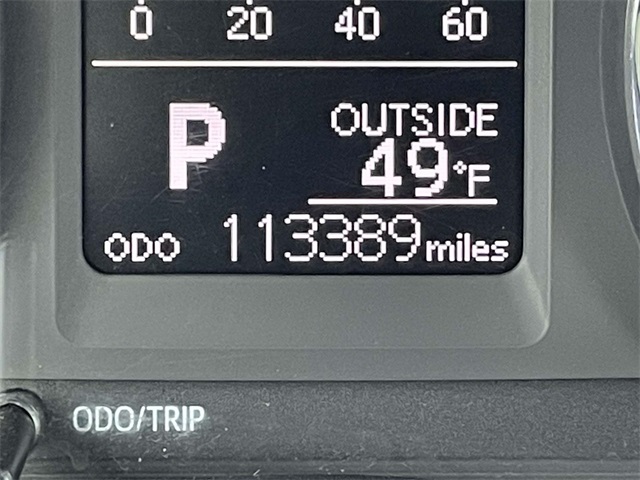 0 20 40 60
P
OUTSIDE
49°F
ODO 113389 miles
ODO/TRIP